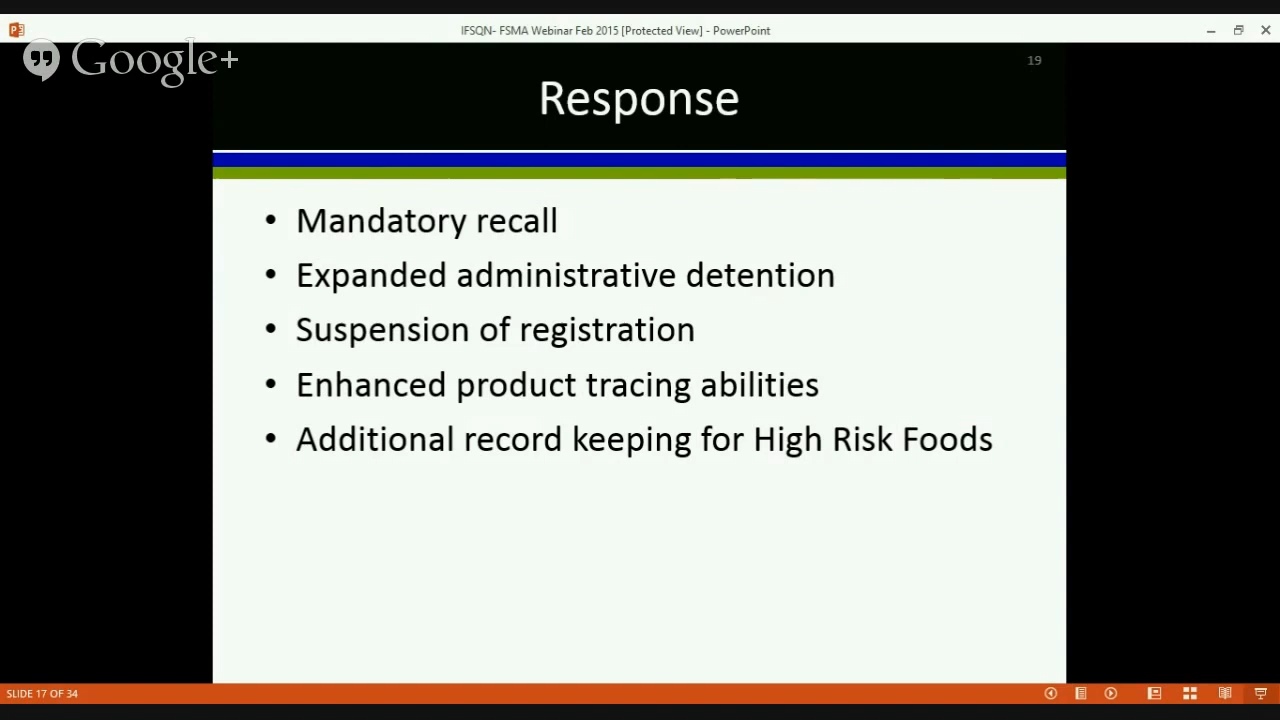 IFSQN- FSMA Webinar Feb 2015 [Protected View] - PowerPoint
Google+
19
Response
• Mandatory recall
• Expanded administrative detention
• Suspension of registration
• Enhanced product tracing abilities
• Additional record keeping for High Risk Foods
SLIDE 17 OF 34